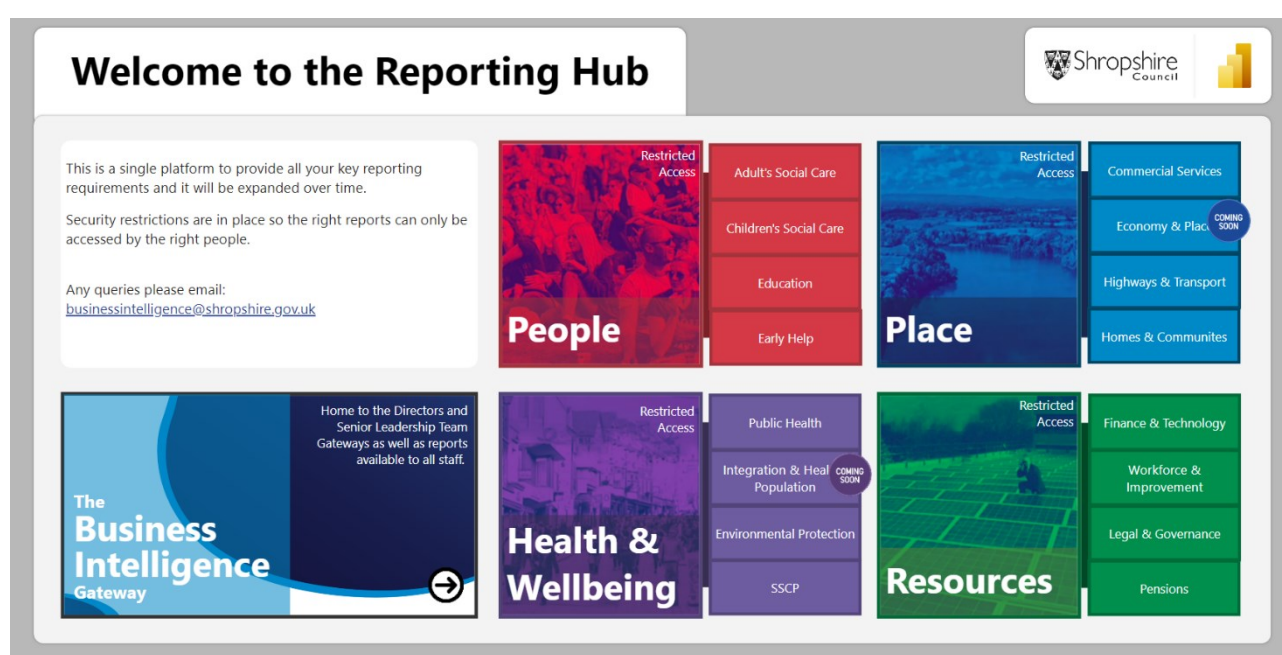 Welcome to the Reporting Hub
Shropshire
Council
This is a single platform to provide all your key reporting
requirements and it will be expanded over time.
Security restrictions are in place so the right reports can only be
accessed by the right people.
Any queries please email:
businessintelligence@shropshire.gov.uk
Restricted
Access
People
Adult's Social Care
Children's Social Care
Education
Early Help
Restricted
Access
Place
Commercial Services
Economy & Plac
COMING
SOON
Highways & Transport
Homes & Communites
Home to the Directors and
Senior Leadership Team
Gateways as well as reports
available to all staff.
The
Business
Intelligence
Gateway
Restricted
Access
Health &
Wellbeing
Public Health
Integration & Heal
Population
COMING
SOON
Environmental Protection
SSCP
Restricted
Access
Resources
Finance & Technology
Workforce &
Improvement
Legal & Governance
Pensions